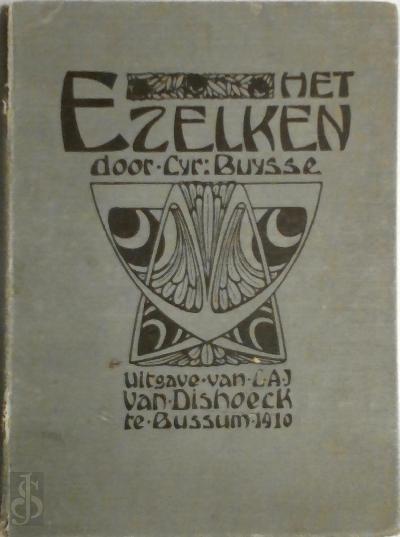 HET
EZELKEN
door·Cyr: Buysse
Uitgave·van·C·A·J
Van·Dishoeck
te·Bussum·1910